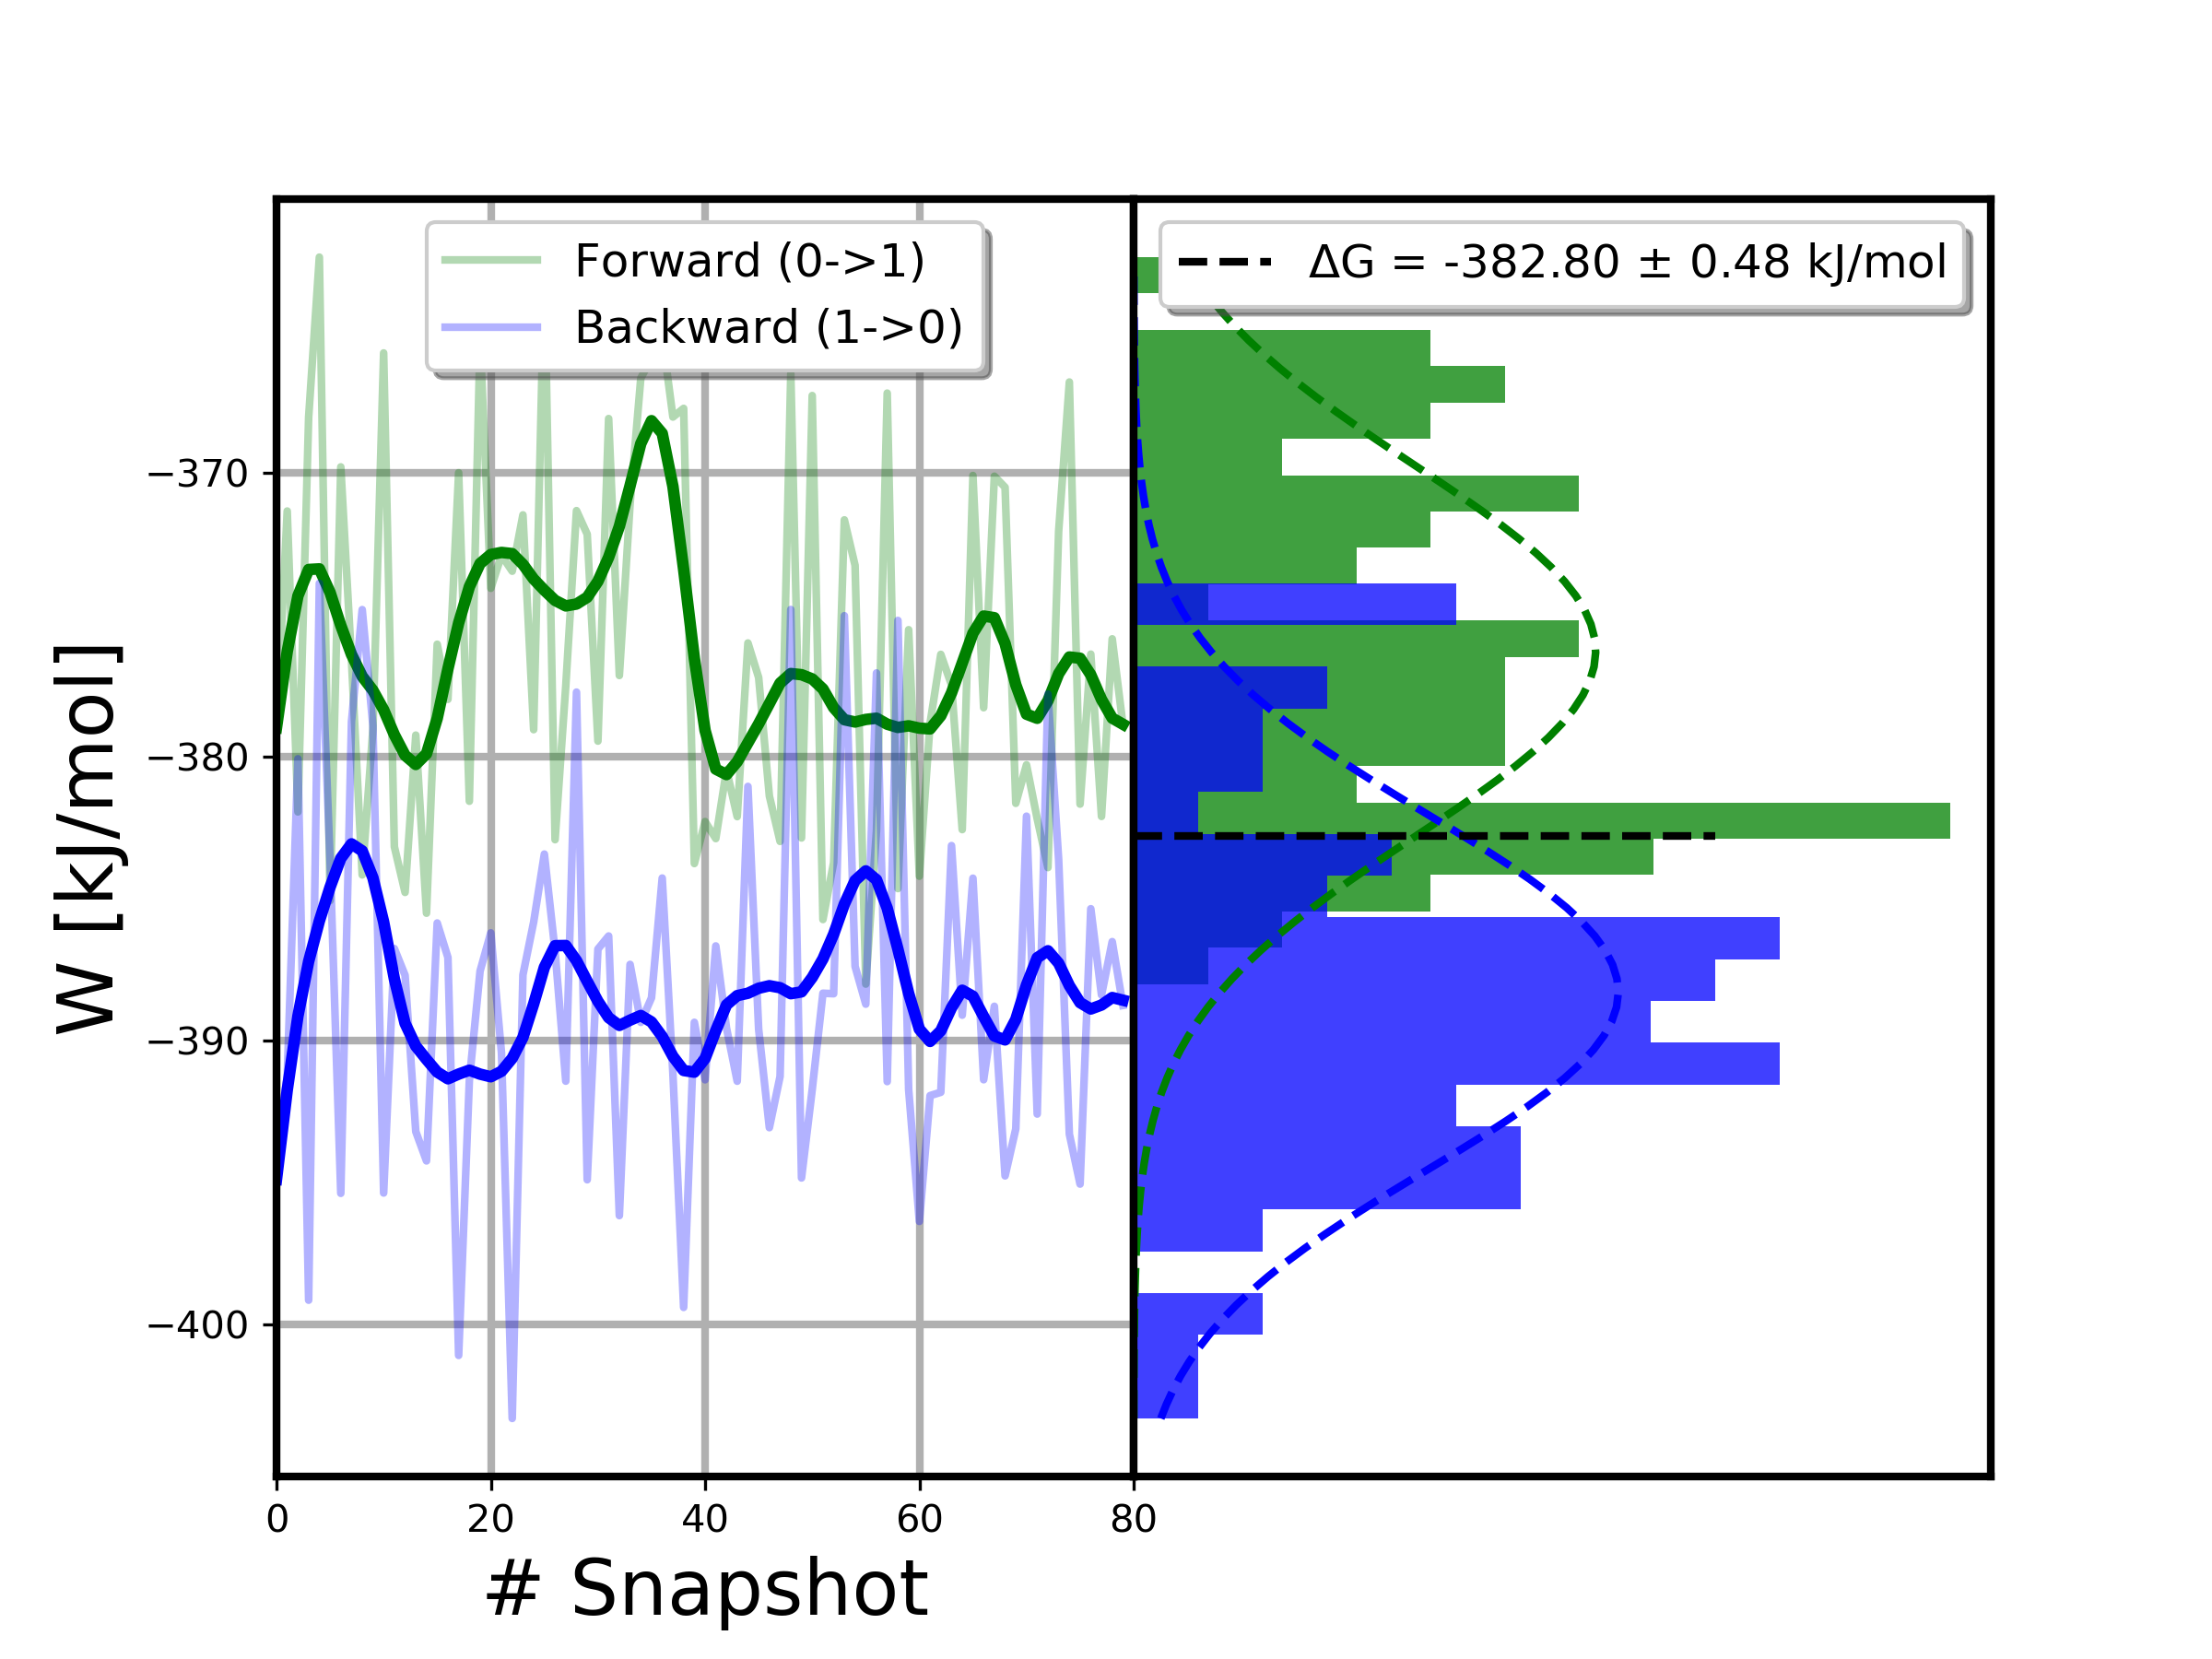 Forward (0->1)
Backward (1->0)
ΔG = -382.80 ± 0.48 kJ/mol
W [kJ/mol]
−370
−380
−390
−400
0 20 40 60 80
# Snapshot